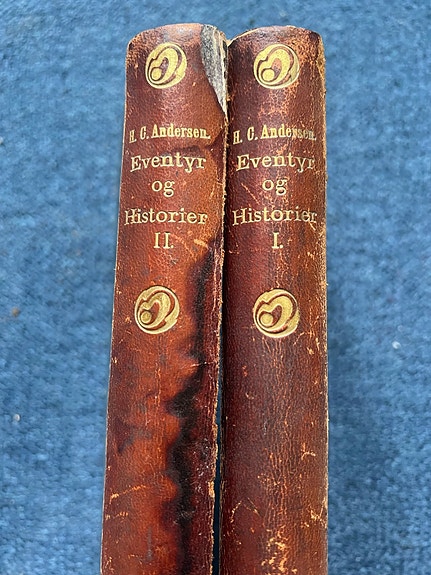 H. C. Andersen.
Eventyr
og
Historier
II.
H. C. Andersen.
Eventyr
og
Historier
I.